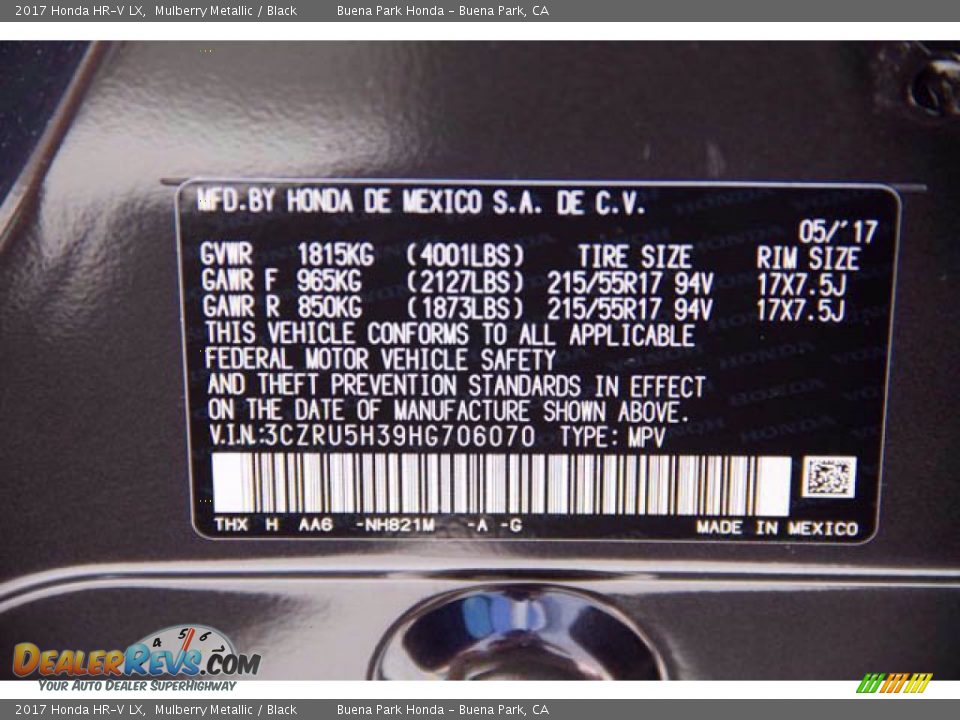 2017 Honda HR-V LX, Mulberry Metallic / Black Buena Park Honda - Buena Park, CA
MFD.BY HONDA DE MEXICO S.A. DE C.V.
05/'17
GVWR 1815KG (4001LBS) TIRE SIZE RIM SIZE
GAWR F 965KG (2127LBS) 215/55R17 94V 17X7.5J
GAWR R 850KG (1873LBS) 215/55R17 94V 17X7.5J
THIS VEHICLE CONFORMS TO ALL APPLICABLE
FEDERAL MOTOR VEHICLE SAFETY
AND THEFT PREVENTION STANDARDS IN EFFECT
ON THE DATE OF MANUFACTURE SHOWN ABOVE.
V.I.N.:3CZRU5H39HG706070 TYPE: MPV
THX H AA6 -NH821M -A -G MADE IN MEXICO
4 5 6
DEALERREVS.COM
YOUR AUTO DEALER SUPERHIGHWAY
2017 Honda HR-V LX, Mulberry Metallic / Black Buena Park Honda - Buena Park, CA